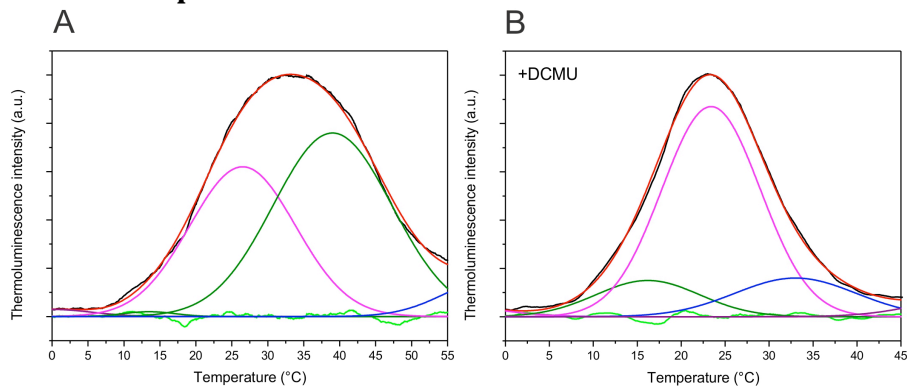 A
Thermoluminescence intensity (a.u.)
0 5 10 15 20 25 30 35 40 45 50 55
Temperature (°C)
B
+DCMU
Thermoluminescence intensity (a.u.)
0 5 10 15 20 25 30 35 40 45
Temperature (°C)